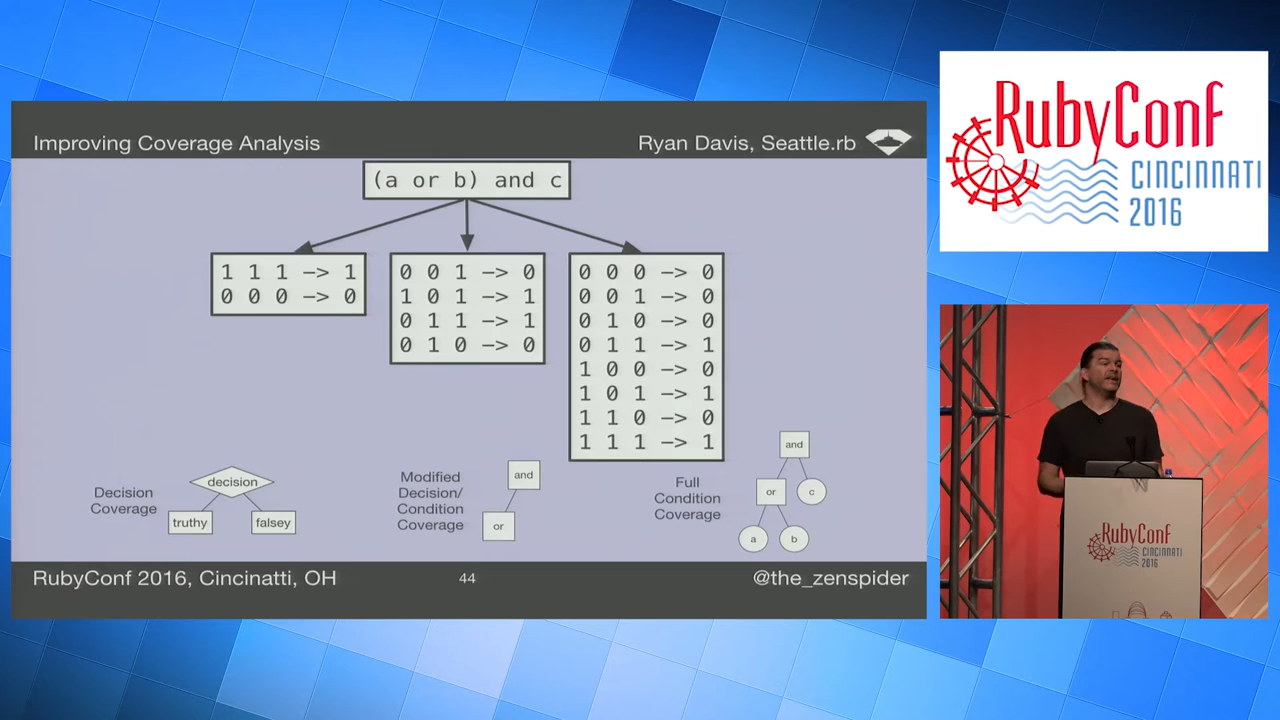 Improving Coverage Analysis
Ryan Davis, Seattle.rb
(a or b) and c
1 1 1 —> 1
0 0 0 —> 0
0 0 1 —> 0
1 0 1 —> 1
0 1 1 —> 1
0 1 0 —> 0
0 0 0 —> 0
0 0 1 —> 0
0 1 0 —> 0
0 1 1 —> 1
1 0 0 —> 0
1 0 1 —> 1
1 1 0 —> 0
1 1 1 —> 1
Decision
Coverage
decision
truthy
falsey
Modified
Decision/
Condition
Coverage
and
or
Full
Condition
Coverage
and
or
c
a
b
RubyConf 2016, Cincinatti, OH
44
@the_zenspider
RubyConf
CINCINNATI
2016
RubyConf
CINCINNATI
2016